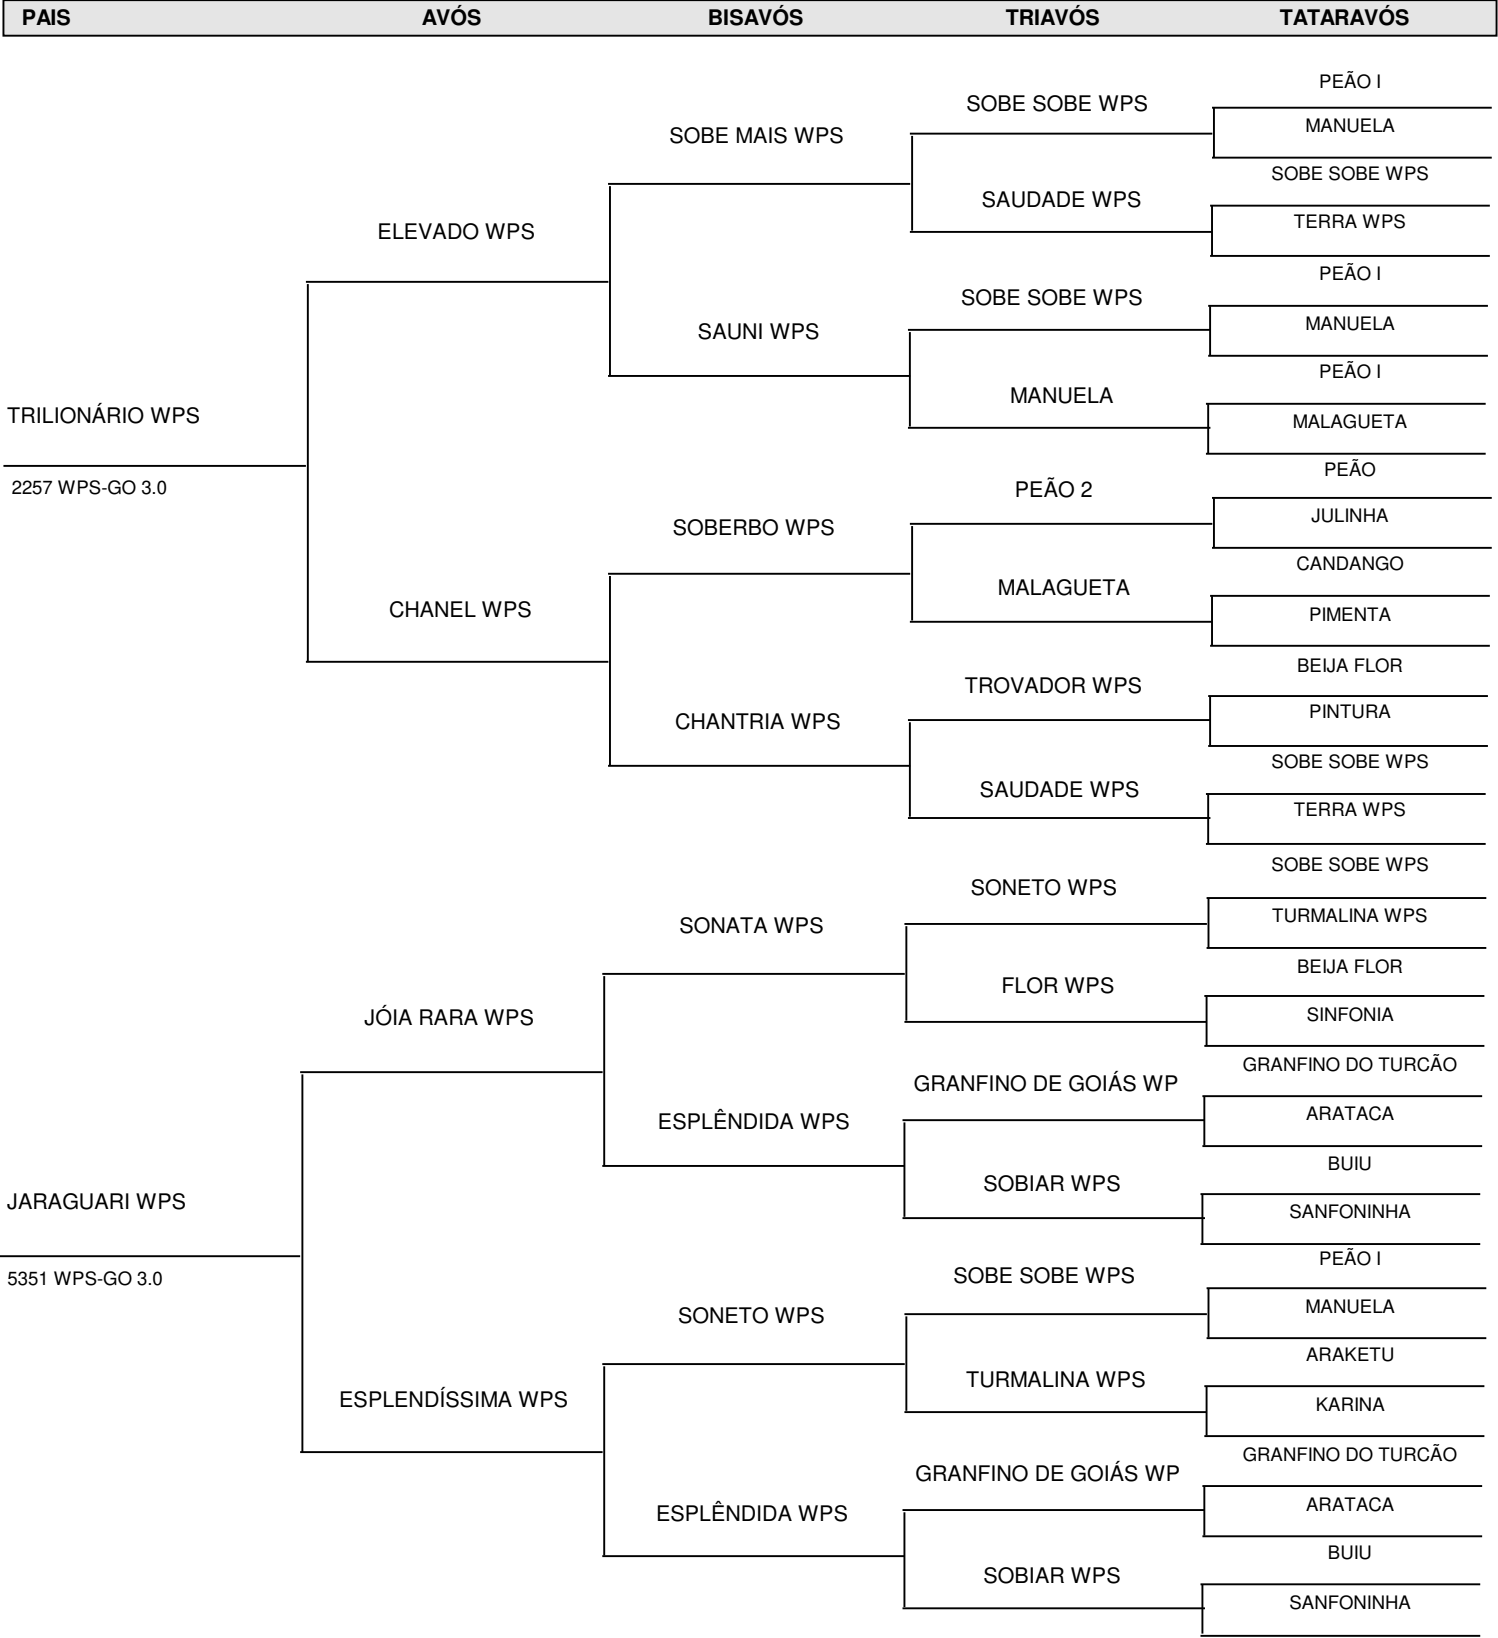 PAIS AVÓS BISAVÓS TRIAVÓS TATARAVÓS
PEÃO I
SOBE SOBE WPS
MANUELA
SOBE MAIS WPS
SOBE SOBE WPS
SAUDADE WPS
TERRA WPS
ELEVADO WPS
PEÃO I
SOBE SOBE WPS
MANUELA
SAUNI WPS
PEÃO I
MANUELA
TRILIONÁRIO WPS
MALAGUETA
PEÃO
2257 WPS-GO 3.0
PEÃO 2
JULINHA
SOBERBO WPS
CANDANGO
MALAGUETA
CHANEL WPS
PIMENTA
BEIJA FLOR
TROVADOR WPS
PINTURA
CHANTRIA WPS
SOBE SOBE WPS
SAUDADE WPS
TERRA WPS
SOBE SOBE WPS
SONETO WPS
TURMALINA WPS
SONATA WPS
BEIJA FLOR
FLOR WPS
SINFONIA
JÓIA RARA WPS
GRANFINO DO TURCÃO
GRANFINO DE GOIÁS WP
ARATACA
ESPLÊNDIDA WPS
BUIU
SOBIAR WPS
JARAGUARI WPS
SANFONINHA
PEÃO I
5351 WPS-GO 3.0
SOBE SOBE WPS
MANUELA
SONETO WPS
ARAKETU
TURMALINA WPS
ESPLENDÍSSIMA WPS
KARINA
GRANFINO DO TURCÃO
GRANFINO DE GOIÁS WP
ARATACA
ESPLÊNDIDA WPS
BUIU
SOBIAR WPS
SANFONINHA